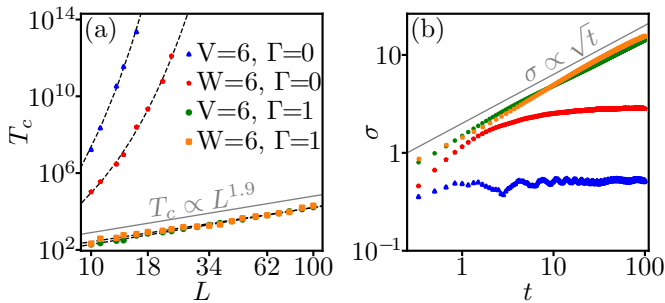 (a)
V=6, Γ=0
W=6, Γ=0
V=6, Γ=1
W=6, Γ=1
T_c ∝ L^{1.9}
T_c
10^{14}
10^{10}
10^{6}
10^{2}
10 18 34 62 100
L
(b)
σ ∝ √t
σ
10
1
10^{-1}
1 10 100
t